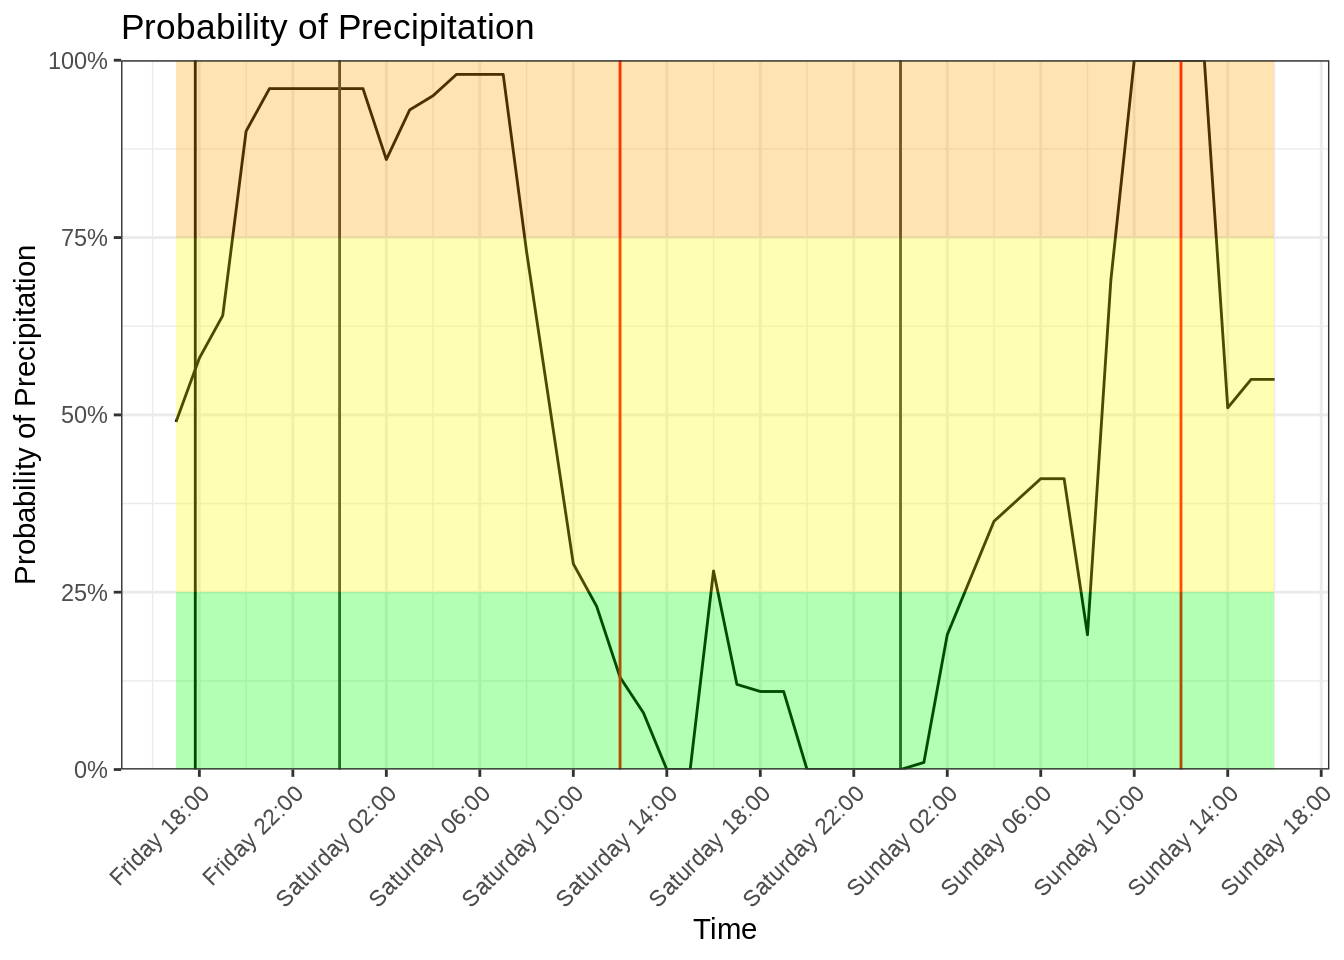 Probability of Precipitation
Probability of Precipitation
100%
75%
50%
25%
0%
Friday 18:00
Friday 22:00
Saturday 02:00
Saturday 06:00
Saturday 10:00
Saturday 14:00
Saturday 18:00
Saturday 22:00
Sunday 02:00
Sunday 06:00
Sunday 10:00
Sunday 14:00
Sunday 18:00
Time